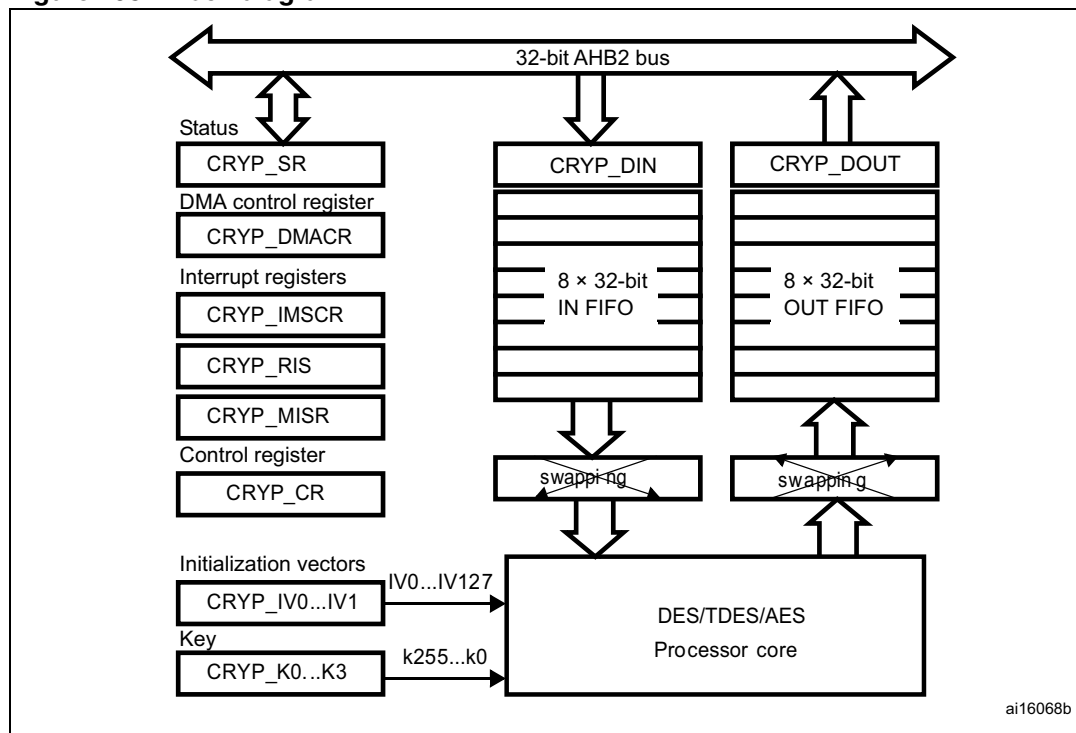 32-bit AHB2 bus
Status
CRYP_SR
CRYP_DIN
CRYP_DOUT
DMA control register
CRYP_DMACR
Interrupt registers
CRYP_IMSCR
CRYP_RIS
CRYP_MISR
8 × 32-bit
IN FIFO
8 × 32-bit
OUT FIFO
Control register
CRYP_CR
swapping
swapping
Initialization vectors
CRYP_IV0...IV1
IV0...IV127
Key
CRYP_K0...K3
k255...k0
DES/TDES/AES
Processor core
ai16068b